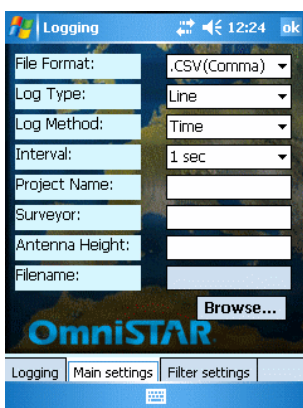 Logging 12:24 ok
File Format: .CSV(Comma)
Log Type: Line
Log Method: Time
Interval: 1 sec
Project Name:
Surveyor:
Antenna Height:
Filename:
Browse...
OmniSTAR
Logging Main settings Filter settings